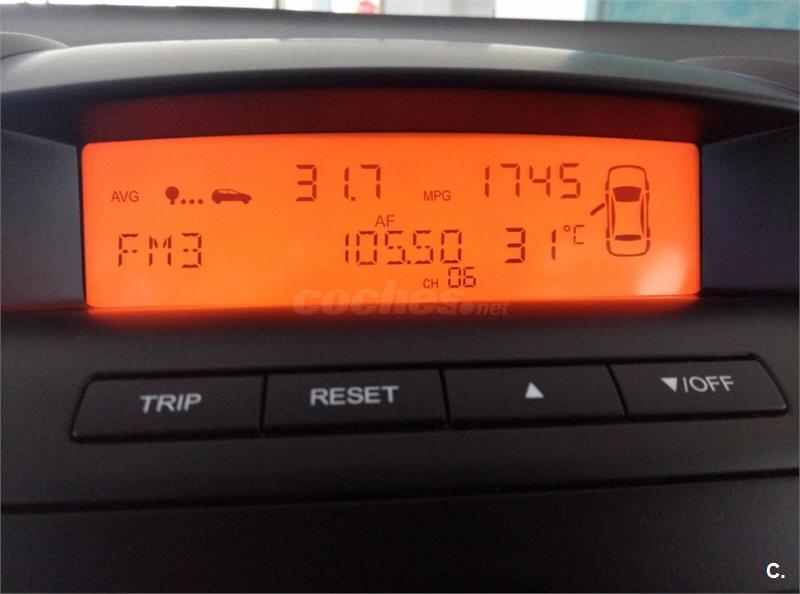 AVG 31.7 MPG 1745
AF
FM3 105.50 31°C
CH 06
coches.net
TRIP RESET ▲ ▼/OFF
C.